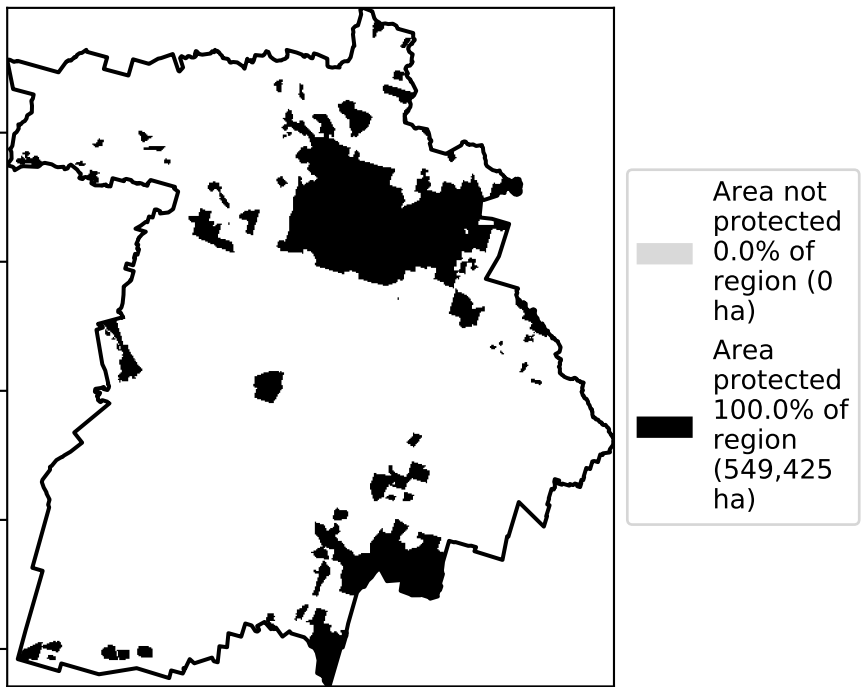 Area not
protected
0.0% of
region (0
ha)
Area
protected
100.0% of
region
(549,425
ha)